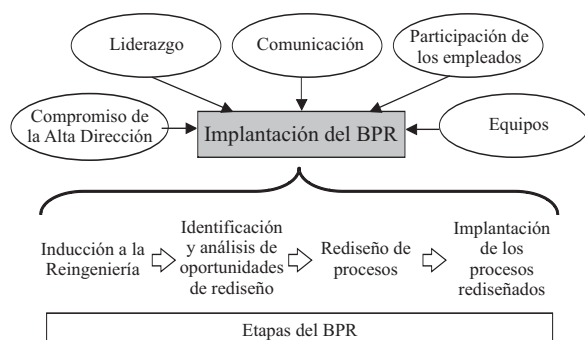 Liderazgo
Comunicación
Participación de
los empleados
Compromiso de
la Alta Dirección
Implantación del BPR
Equipos
Inducción a la
Reingeniería
Identificación
y análisis de
oportunidades
de rediseño
Rediseño de
procesos
Implantación
de los
procesos
rediseñados
Etapas del BPR